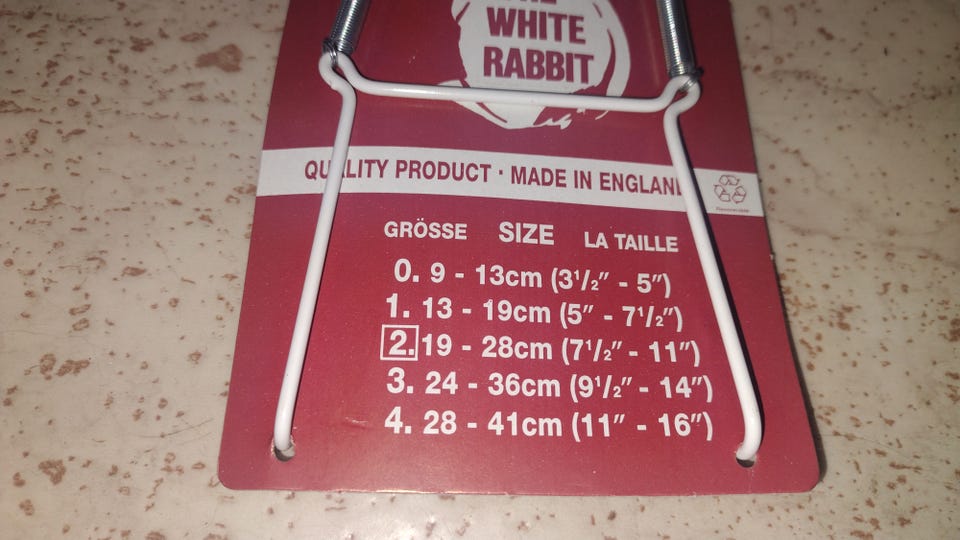 WHITE
RABBIT
QUALITY PRODUCT · MADE IN ENGLAND
GRÖSSE SIZE LA TAILLE
0. 9 - 13cm (3¹/₂″ - 5″)
1. 13 - 19cm (5″ - 7¹/₂″)
2. 19 - 28cm (7¹/₂″ - 11″)
3. 24 - 36cm (9¹/₂″ - 14″)
4. 28 - 41cm (11″ - 16″)